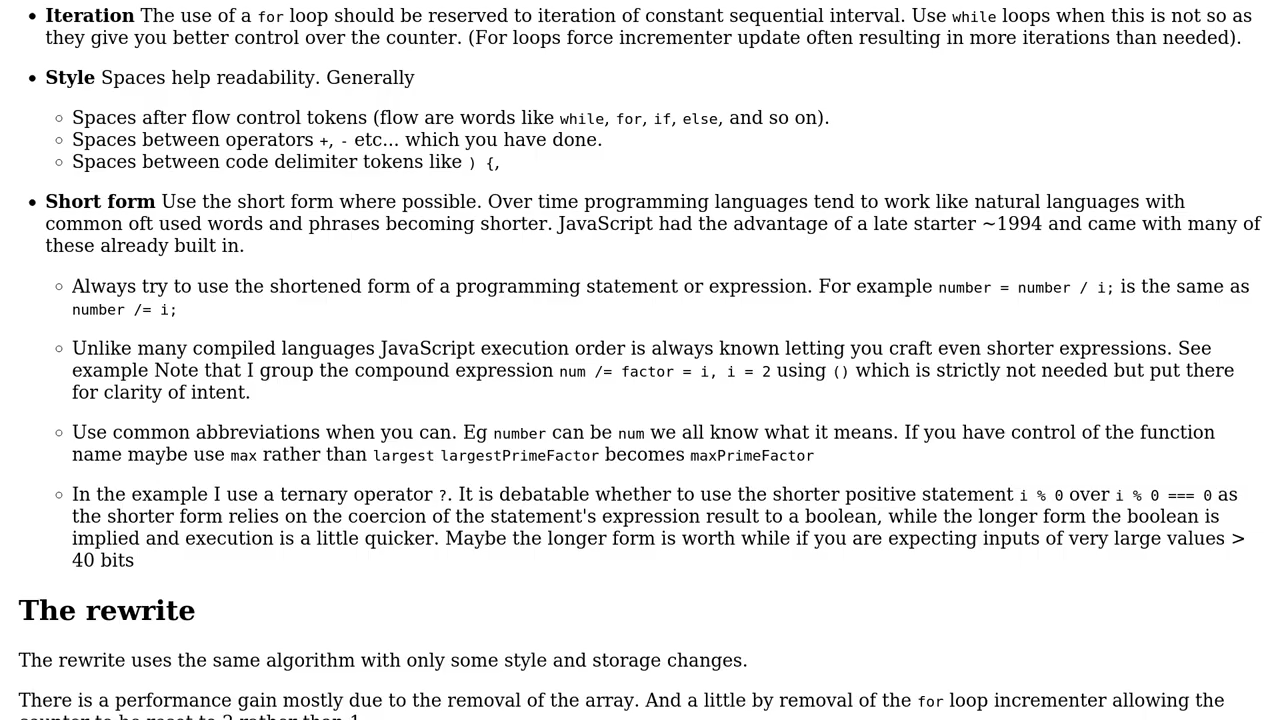 • Iteration The use of a for loop should be reserved to iteration of constant sequential interval. Use while loops when this is not so as
they give you better control over the counter. (For loops force incrementer update often resulting in more iterations than needed).
• Style Spaces help readability. Generally
◦ Spaces after flow control tokens (flow are words like while, for, if, else, and so on).
◦ Spaces between operators +, - etc... which you have done.
◦ Spaces between code delimiter tokens like ) {,
• Short form Use the short form where possible. Over time programming languages tend to work like natural languages with
common oft used words and phrases becoming shorter. JavaScript had the advantage of a late starter ~1994 and came with many of
these already built in.
◦ Always try to use the shortened form of a programming statement or expression. For example number = number / i; is the same as
number /= i;
◦ Unlike many compiled languages JavaScript execution order is always known letting you craft even shorter expressions. See
example Note that I group the compound expression num /= factor = i, i = 2 using () which is strictly not needed but put there
for clarity of intent.
◦ Use common abbreviations when you can. Eg number can be num we all know what it means. If you have control of the function
name maybe use max rather than largest largestPrimeFactor becomes maxPrimeFactor
◦ In the example I use a ternary operator ?. It is debatable whether to use the shorter positive statement i % 0 over i % 0 === 0 as
the shorter form relies on the coercion of the statement's expression result to a boolean, while the longer form the boolean is
implied and execution is a little quicker. Maybe the longer form is worth while if you are expecting inputs of very large values >
40 bits
The rewrite
The rewrite uses the same algorithm with only some style and storage changes.
There is a performance gain mostly due to the removal of the array. And a little by removal of the for loop incrementer allowing the
counter to be reset to 2 rather than 1